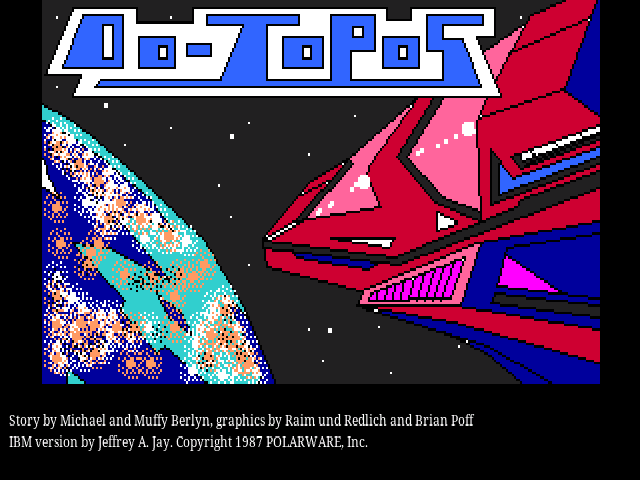 Oo-Topos
Story by Michael and Muffy Berlyn, graphics by Raim und Redlich and Brian Poff
IBM version by Jeffrey A. Jay. Copyright 1987 POLARWARE, Inc.